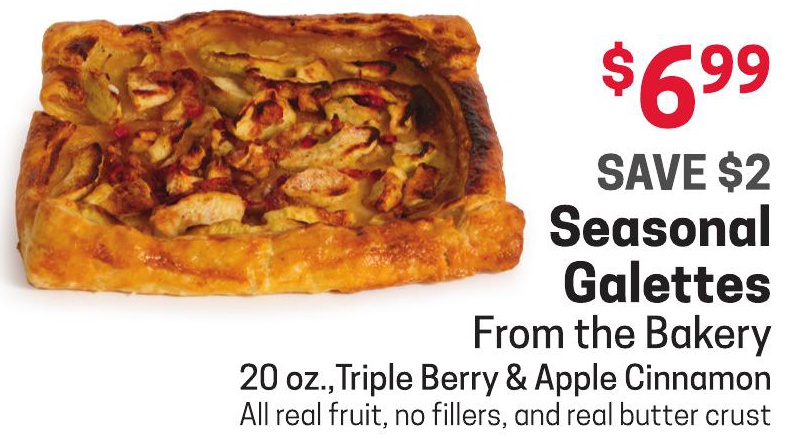 $6.99
SAVE $2
Seasonal
Galettes
From the Bakery
20 oz.,Triple Berry & Apple Cinnamon
All real fruit, no fillers, and real butter crust